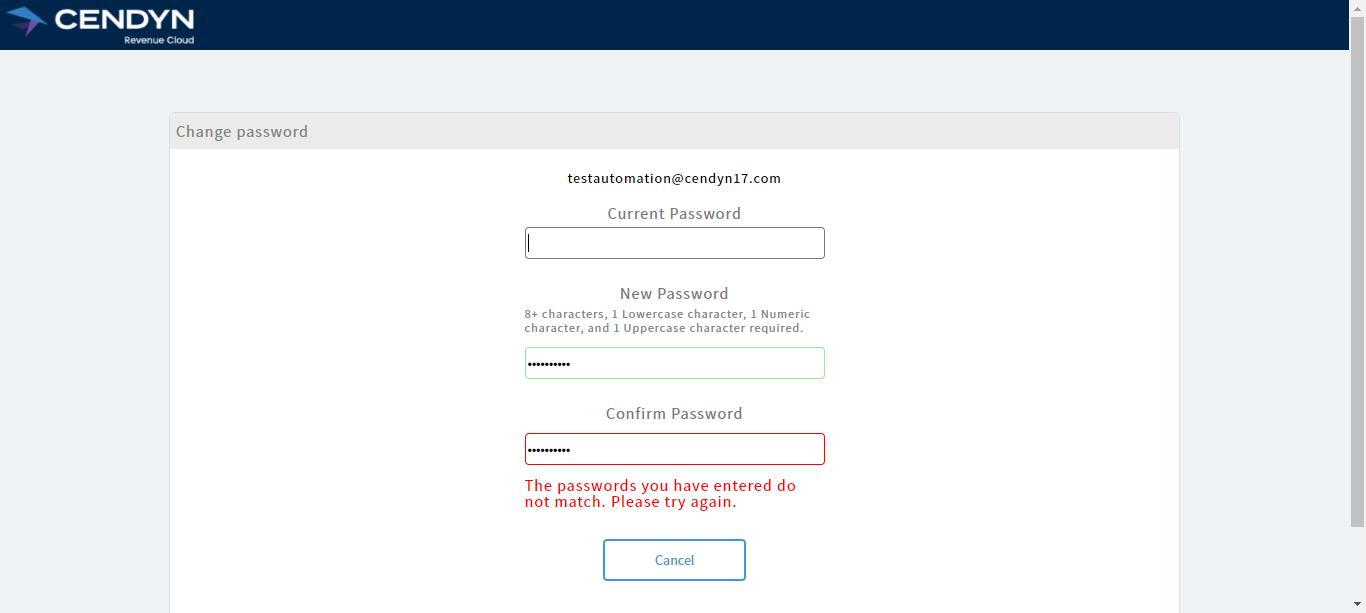 CENDYN
Revenue Cloud
Change password
testautomation@cendyn17.com
Current Password
New Password
8+ characters, 1 Lowercase character, 1 Numeric
character, and 1 Uppercase character required.
••••••••••
Confirm Password
••••••••••
The passwords you have entered do
not match. Please try again.
Cancel